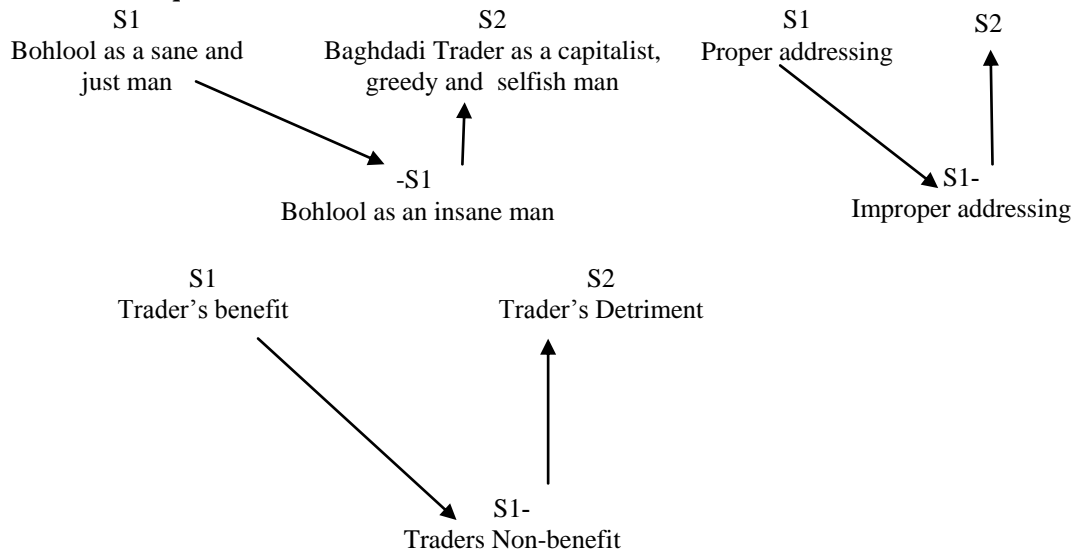 S1
Bohlool as a sane and
just man
S2
Baghdadi Trader as a capitalist,
greedy and selfish man
-S1
Bohlool as an insane man
S1
Proper addressing
S2
S1-
Improper addressing
S1
Trader’s benefit
S2
Trader’s Detriment
S1-
Traders Non-benefit